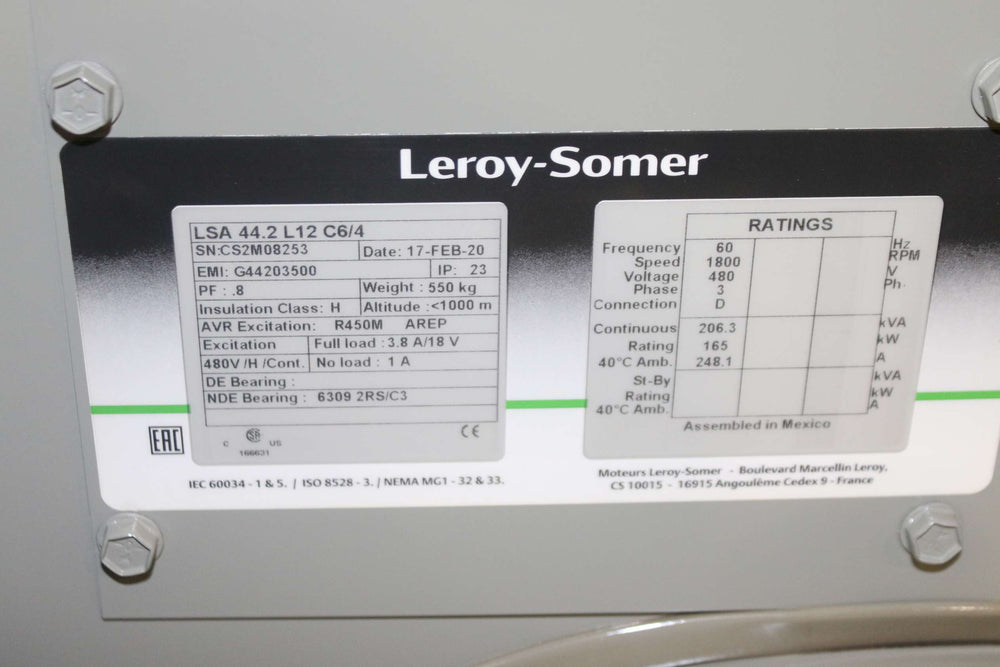 Leroy-Somer
LSA 44.2 L12 C6/4
SN:CS2M08253 Date: 17-FEB-20
EMI: G44203500 IP: 23
PF : .8 Weight : 550 kg
Insulation Class: H Altitude :<1000 m
AVR Excitation: R450M AREP
Excitation Full load : 3.8 A/18 V
480V /H /Cont. No load : 1 A
DE Bearing :
NDE Bearing : 6309 2RS/C3
EAC
C SA US
166631
CE
IEC 60034 - 1 & 5. / ISO 8528 - 3. / NEMA MG1 - 32 & 33.
RATINGS
Frequency 60 Hz
Speed 1800 RPM
Voltage 480 V
Phase 3 Ph.
Connection D
Continuous 206.3 kVA
Rating 165 kW
40°C Amb. 248.1 A
St-By kVA
Rating kW
40°C Amb. A
Assembled in Mexico
Moteurs Leroy-Somer - Boulevard Marcellin Leroy,
CS 10015 - 16915 Angoulême Cedex 9 - France